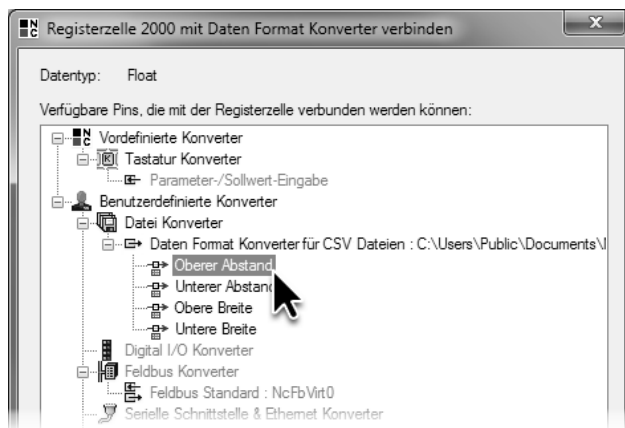 Registerzelle 2000 mit Daten Format Konverter verbinden
Datentyp: Float
Verfügbare Pins, die mit der Registerzelle verbunden werden können:
Vordefinierte Konverter
Tastatur Konverter
Parameter-/Sollwert-Eingabe
Benutzerdefinierte Konverter
Datei Konverter
Daten Format Konverter für CSV Dateien : C:\Users\Public\Documents\
Oberer Abstand
Unterer Abstand
Obere Breite
Untere Breite
Digital I/O Konverter
Feldbus Konverter
Feldbus Standard : NcFbVirt0
Serielle Schnittstelle & Ethernet Konverter